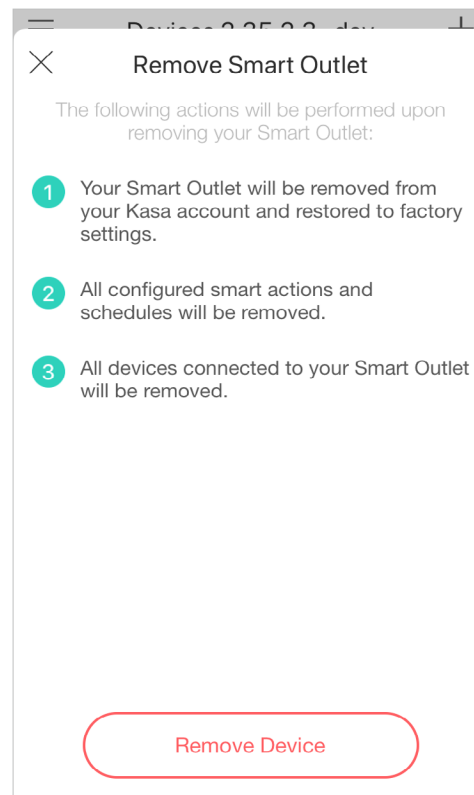 Remove Smart Outlet
The following actions will be performed upon
removing your Smart Outlet:
1 Your Smart Outlet will be removed from
your Kasa account and restored to factory
settings.
2 All configured smart actions and
schedules will be removed.
3 All devices connected to your Smart Outlet
will be removed.
Remove Device